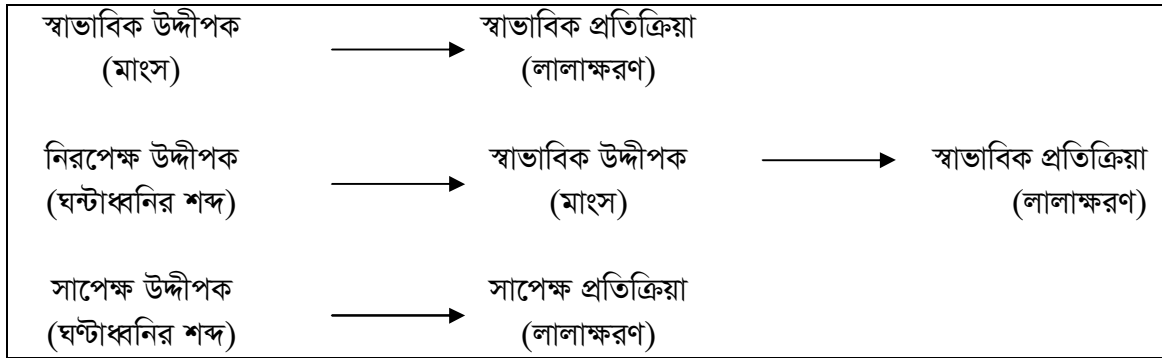 স্বাভাবিক উদ্দীপক স্বাভাবিক প্রতিক্রিয়া
(মাংস) (লালাক্ষরণ)
নিরপেক্ষ উদ্দীপক স্বাভাবিক উদ্দীপক স্বাভাবিক প্রতিক্রিয়া
(ঘন্টাধ্বনির শব্দ) (মাংস) (লালাক্ষরণ)
সাপেক্ষ উদ্দীপক সাপেক্ষ প্রতিক্রিয়া
(ঘণ্টাধ্বনির শব্দ) (লালাক্ষরণ)